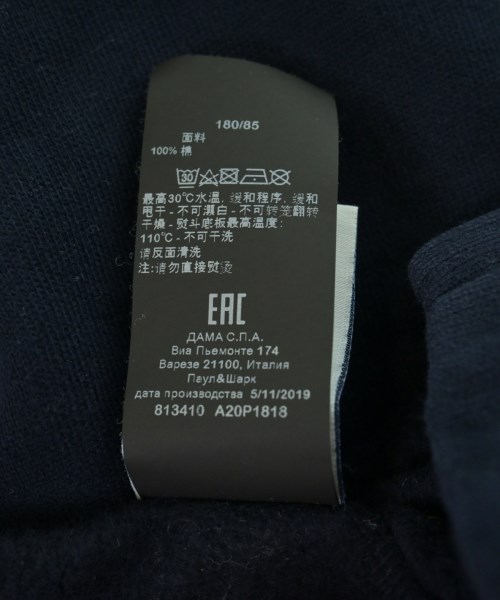 180/85
面料
100% 棉
30
最高30℃水温, 缓和程序, 缓和
甩干 - 不可漂白 - 不可转笼翻转
干燥 - 熨斗底板最高温度:
110℃ - 不可干洗
请反面清洗
注:请勿直接熨烫
EAC
ДАМА С.П.А.
Виа Пьемонте 174
Варезе 21100, Италия
Паул&Шарк
дата производства 5/11/2019
813410 A20P1818